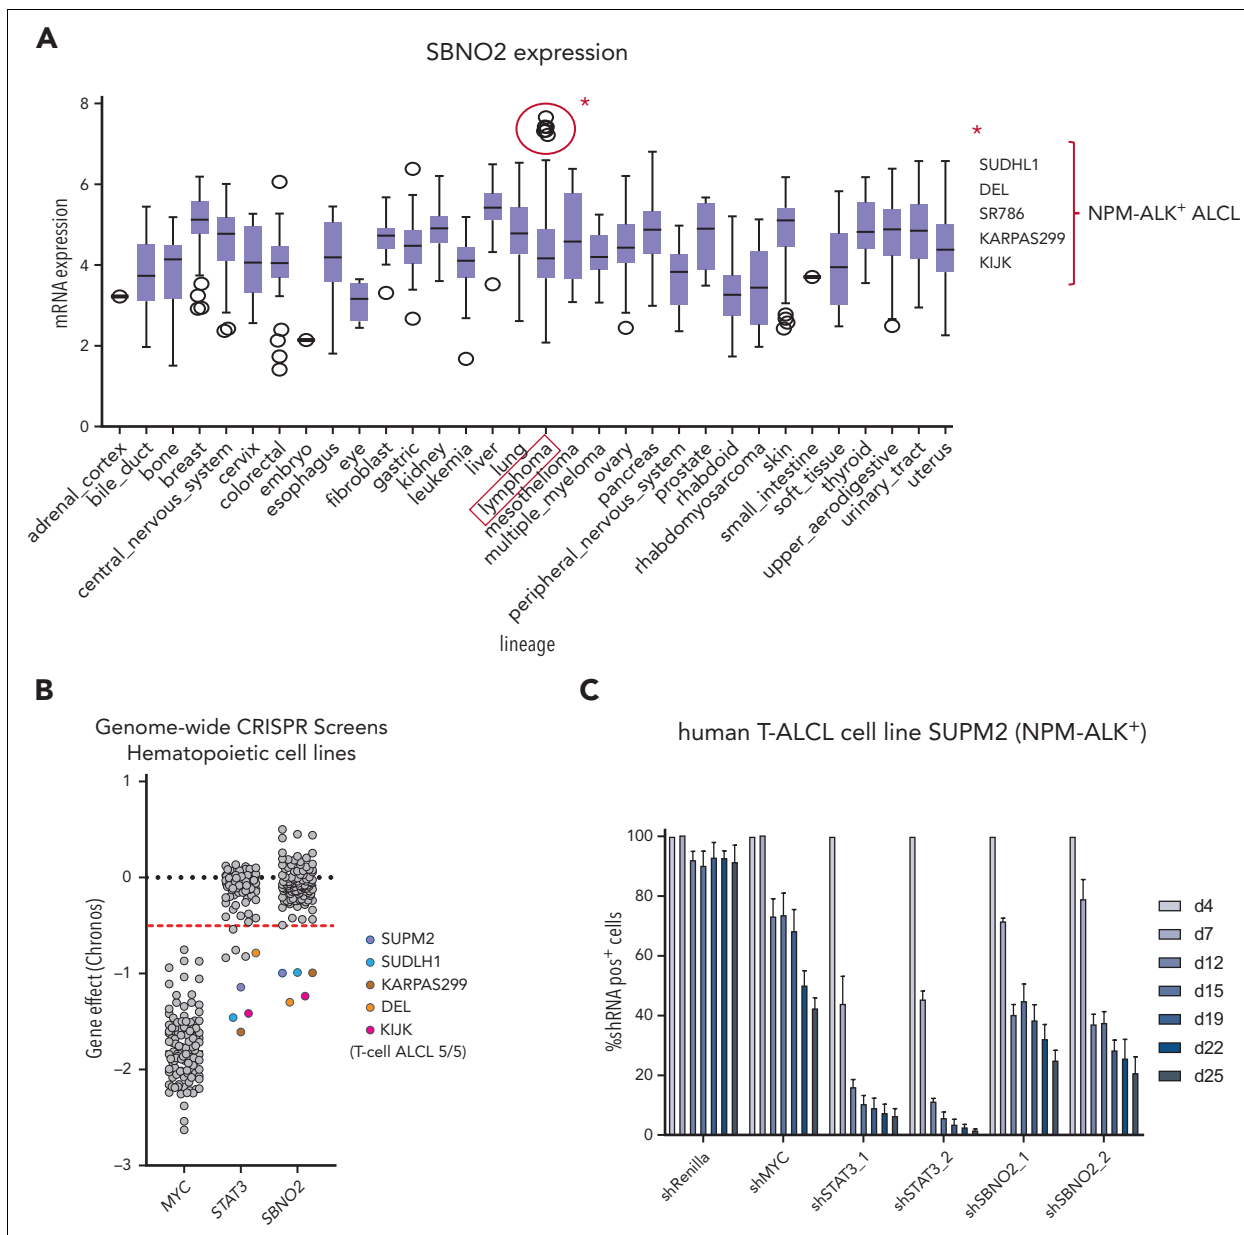 A
SBNO2 expression
mRNA expression
8
6
4
2
0
*
*
SUDHL1
DEL
SR786
KARPAS299
KIJK
NPM-ALK+ ALCL
adrenal_cortex
bile_duct
bone
breast
central_nervous_system
cervix
colorectal
embryo
esophagus
eye
fibroblast
gastric
kidney
leukemia
liver
lung
lymphoma
mesothelioma
multiple_myeloma
ovary
pancreas
peripheral_nervous_system
prostate
rhabdoid
rhabdomyosarcoma
skin
small_intestine
soft_tissue
thyroid
upper_aerodigestive
urinary_tract
uterus
lineage
B
Genome-wide CRISPR Screens
Hematopoietic cell lines
Gene effect (Chronos)
1
0
−1
−2
−3
MYC
STAT3
SBNO2
SUPM2
SUDLH1
KARPAS299
DEL
KIJK
(T-cell ALCL 5/5)
C
human T-ALCL cell line SUPM2 (NPM-ALK+)
%shRNA pos+ cells
100
80
60
40
20
0
shRenilla
shMYC
shSTAT3_1
shSTAT3_2
shSBNO2_1
shSBNO2_2
d4
d7
d12
d15
d19
d22
d25